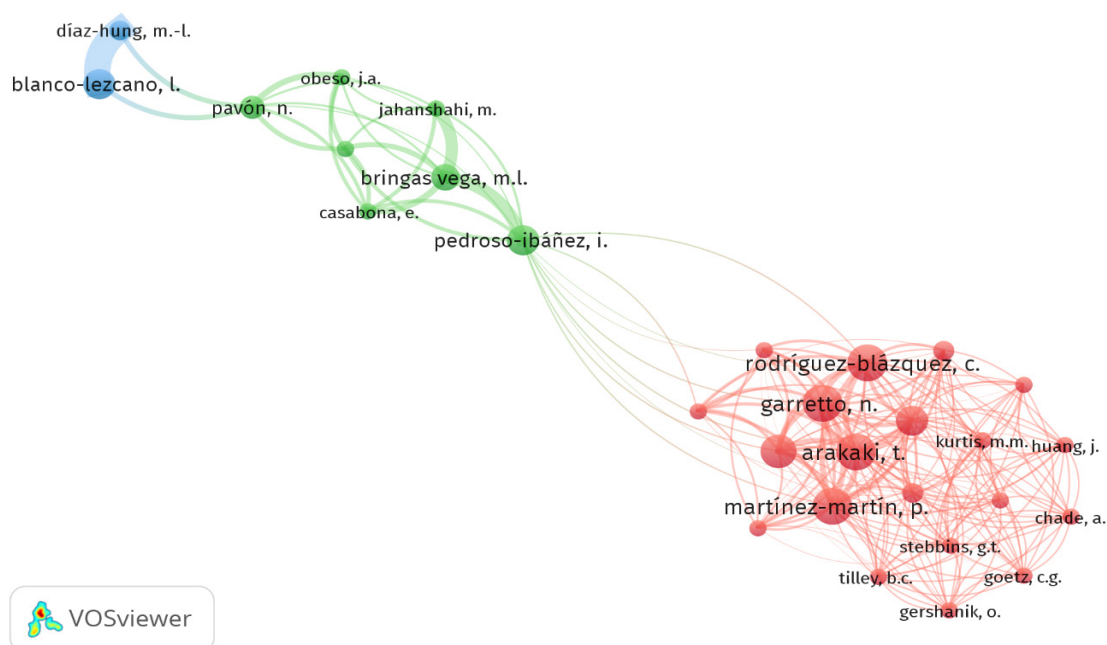 díaz-hung, m.-l.
blanco-lezcano, l.
obeso, j.a.
pavón, n.
jahanshahi, m.
bringas vega, m.l.
casabona, e.
pedroso-ibáñez, i.
rodríguez-blázquez, c.
garretto, n.
kurtis, m.m.
huang, j.
arakaki, t.
martínez-martín, p.
chade, a.
stebbins, g.t.
tilley, b.c.
goetz, c.g.
gershanik, o.
VOSviewer